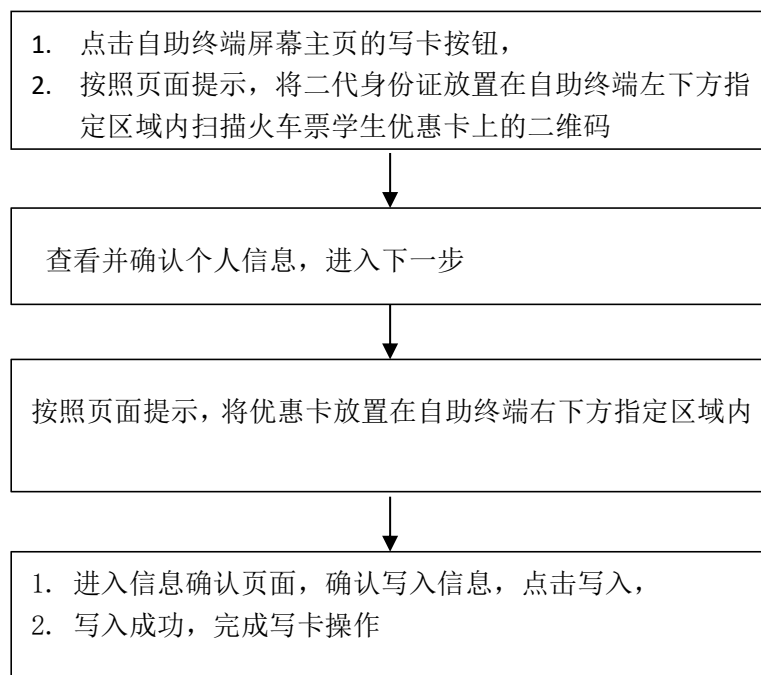 1. 点击自助终端屏幕主页的写卡按钮，
2. 按照页面提示，将二代身份证放置在自助终端左下方指
定区域内扫描火车票学生优惠卡上的二维码
查看并确认个人信息，进入下一步
按照页面提示，将优惠卡放置在自助终端右下方指定区域内
1. 进入信息确认页面，确认写入信息，点击写入，
2. 写入成功，完成写卡操作